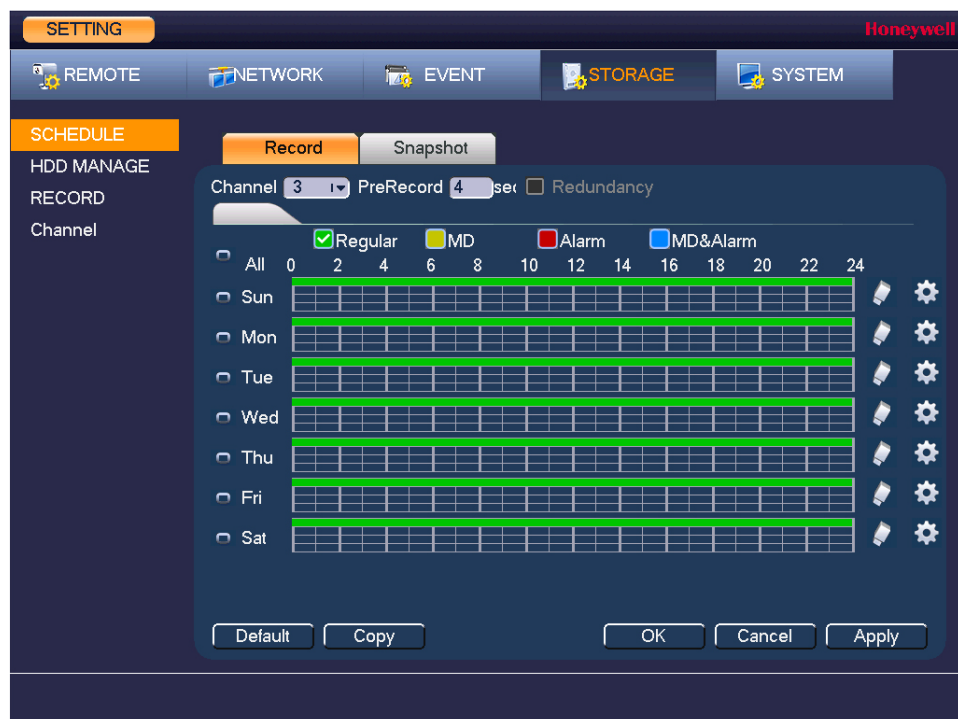 SETTING
Honeywell
REMOTE NETWORK EVENT STORAGE SYSTEM
SCHEDULE
HDD MANAGE
RECORD
Channel
Record Snapshot
Channel 3 PreRecord 4 sec Redundancy
Regular MD Alarm MD&Alarm
All 0 2 4 6 8 10 12 14 16 18 20 22 24
Sun
Mon
Tue
Wed
Thu
Fri
Sat
Default Copy OK Cancel Apply